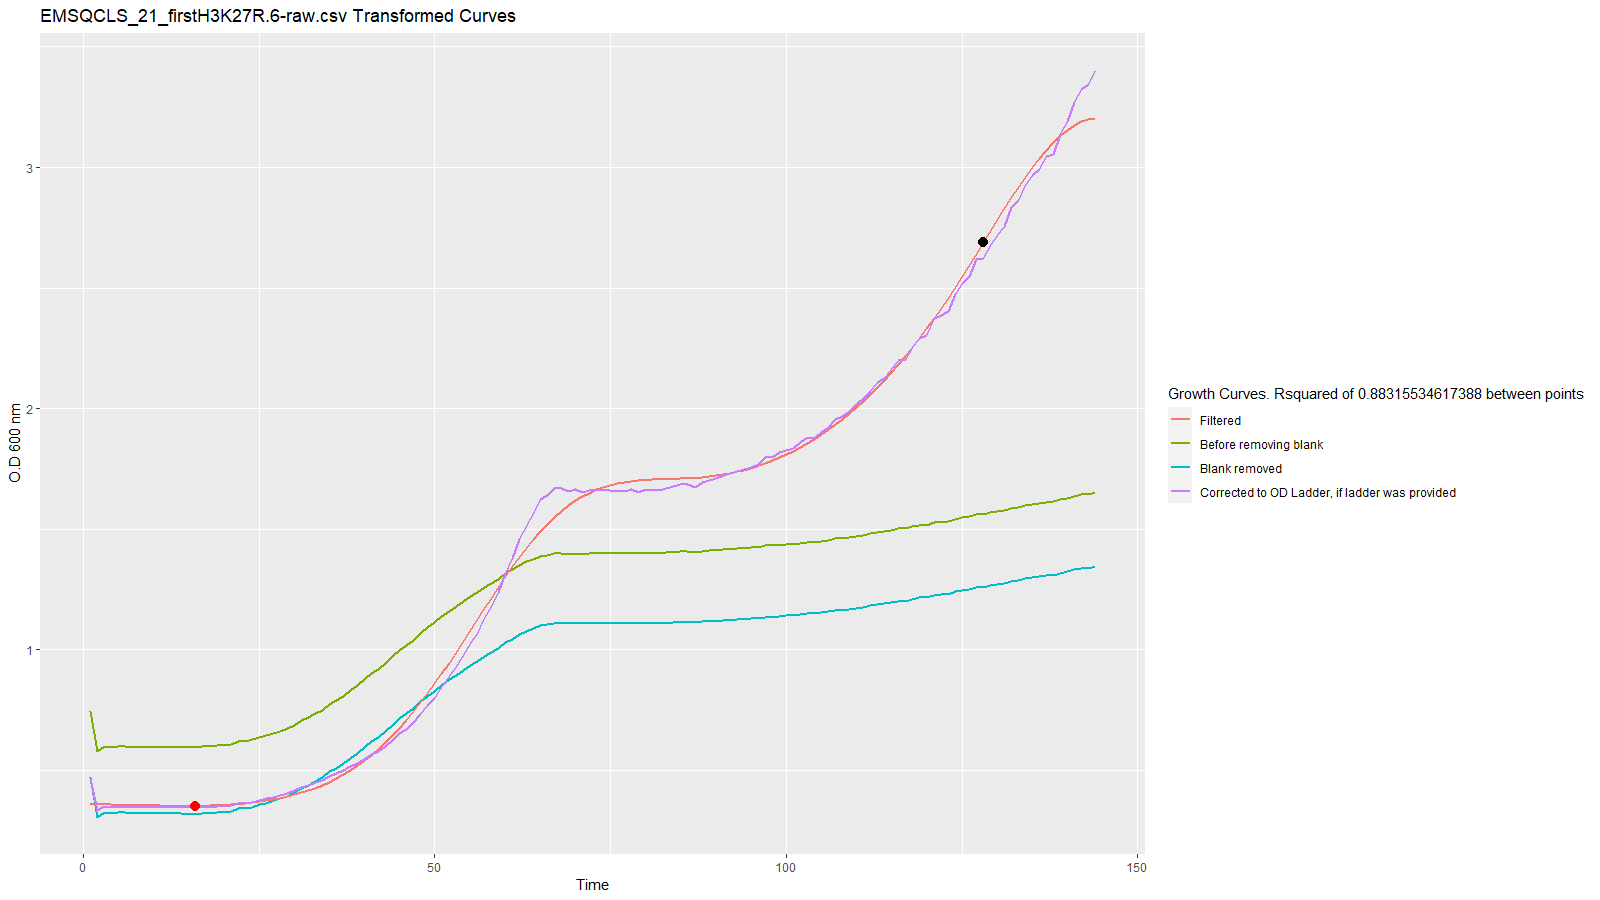 EMSQCLS_21_firstH3K27R.6-raw.csv Transformed Curves
O.D 600 nm
3
2
1
0
50
100
150
Time
Growth Curves. Rsquared of 0.88315534617388 between points
Filtered
Before removing blank
Blank removed
Corrected to OD Ladder, if ladder was provided